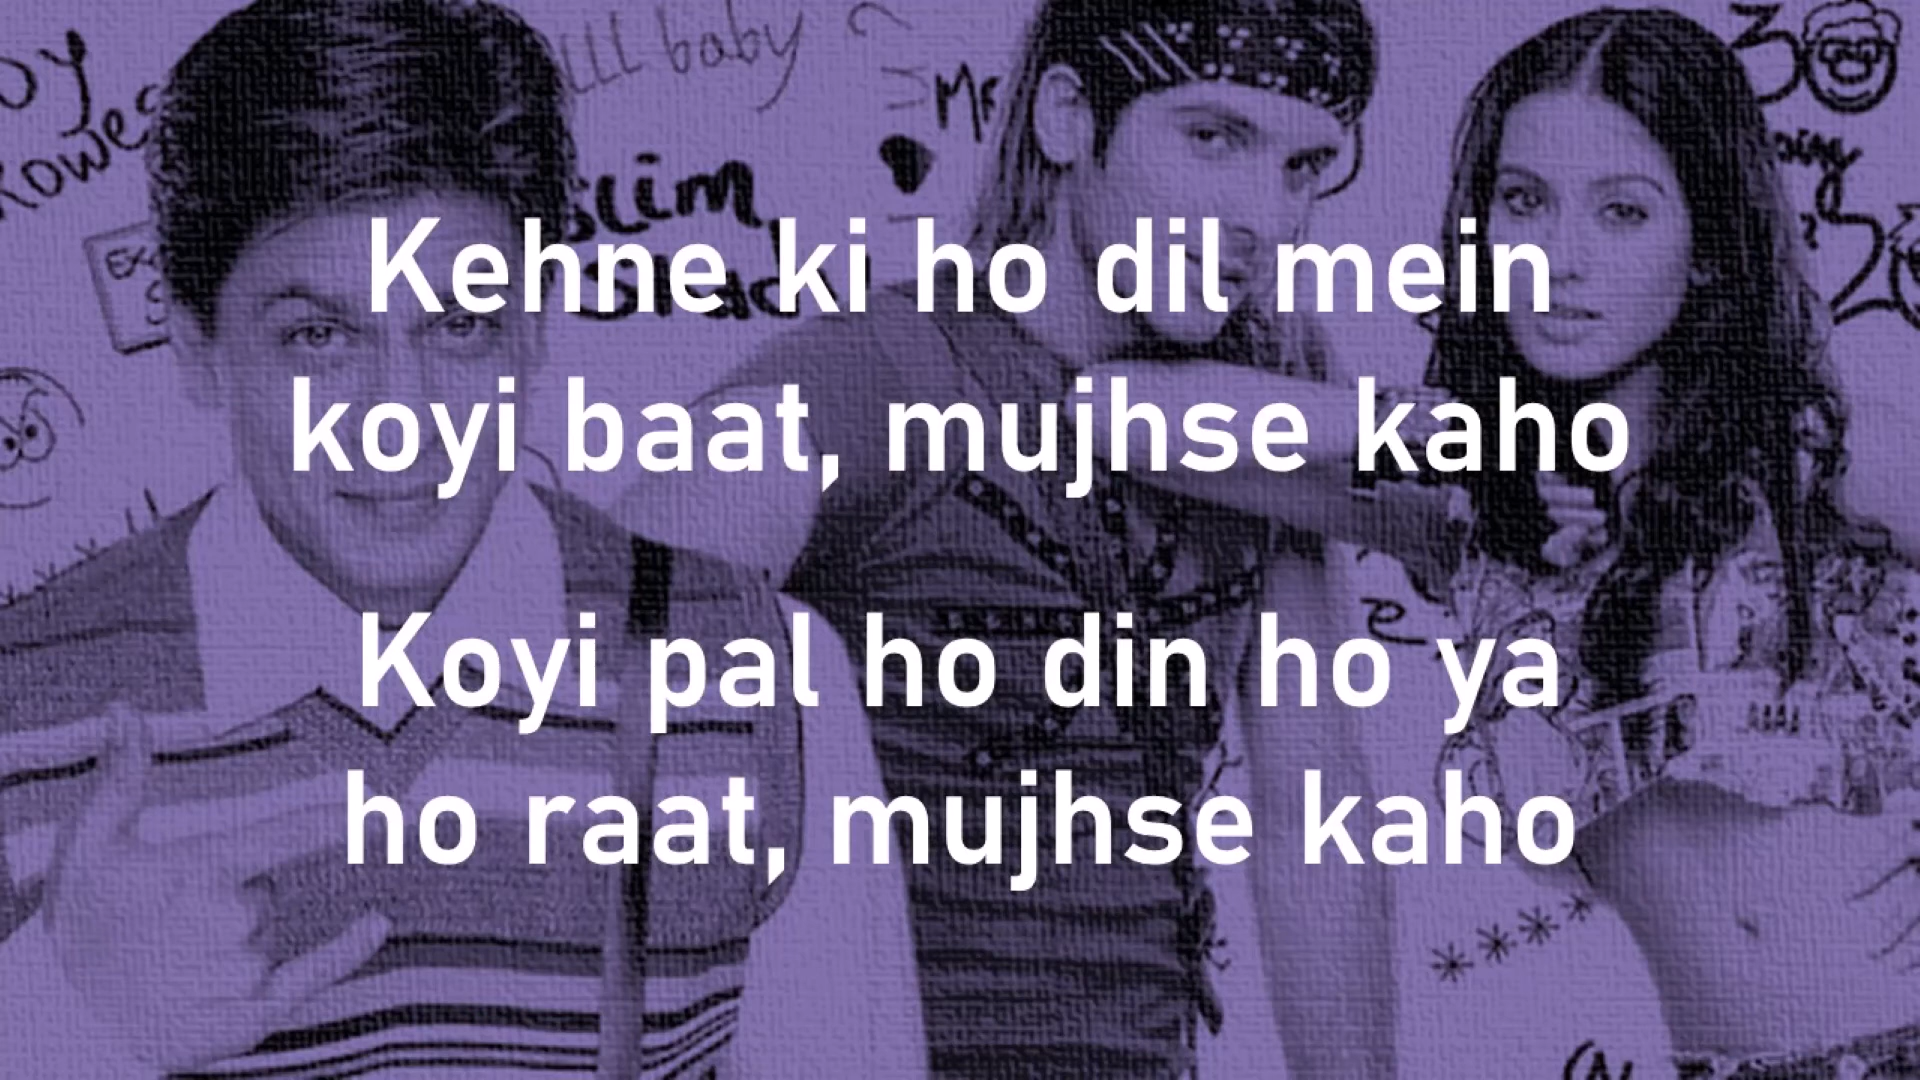 Kehne ki ho dil mein
koyi baat, mujhse kaho
Koyi pal ho din ho ya
ho raat, mujhse kaho
baby